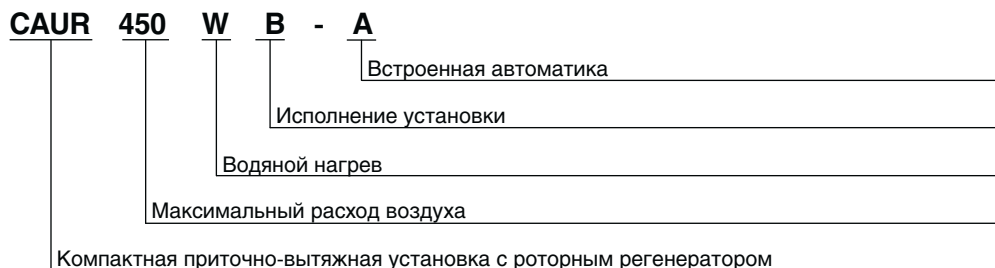 CAUR 450 W B - A
Встроенная автоматика
Исполнение установки
Водяной нагрев
Максимальный расход воздуха
Компактная приточно-вытяжная установка с роторным регенератором